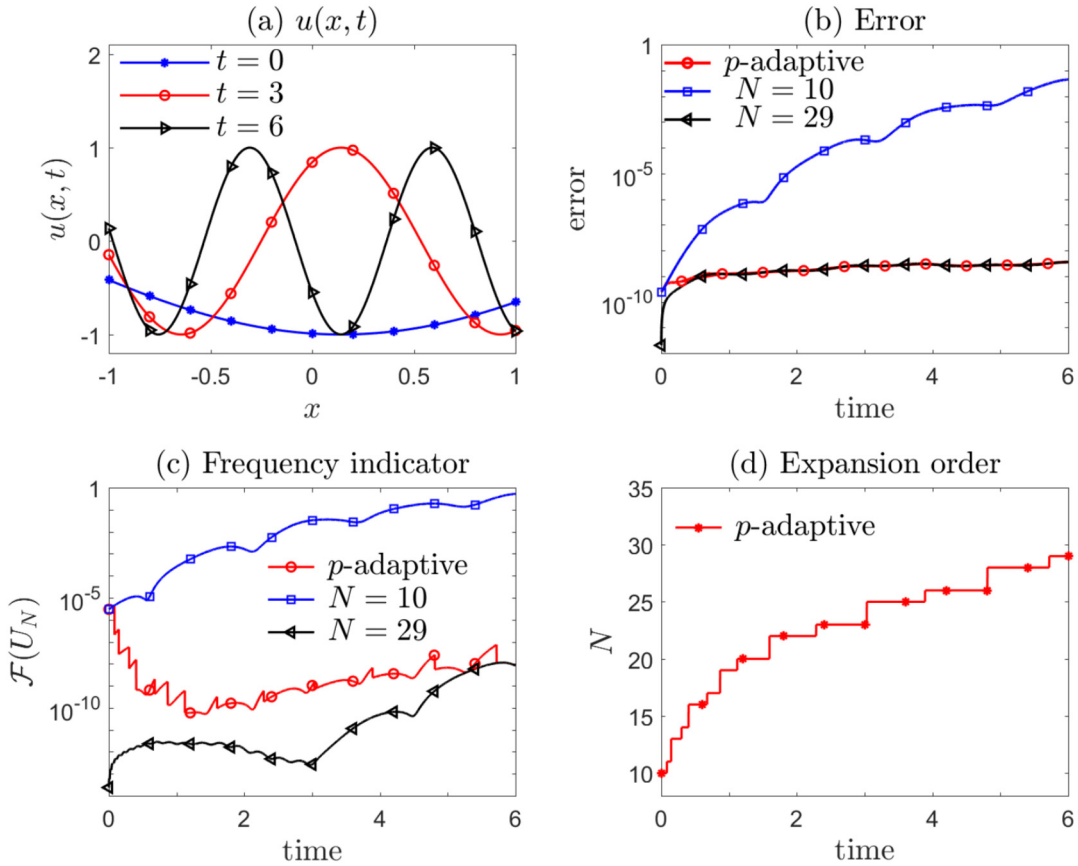 (a) u(x, t)
t = 0
t = 3
t = 6
2
1
0
-1
u(x, t)
-1
-0.5
0
0.5
1
x
(b) Error
p-adaptive
N = 10
N = 29
1
10^-5
10^-10
error
0
2
4
6
time
(c) Frequency indicator
p-adaptive
N = 10
N = 29
1
10^-5
10^-10
F(U_N)
0
2
4
6
time
(d) Expansion order
p-adaptive
35
30
25
20
15
10
N
0
2
4
6
time